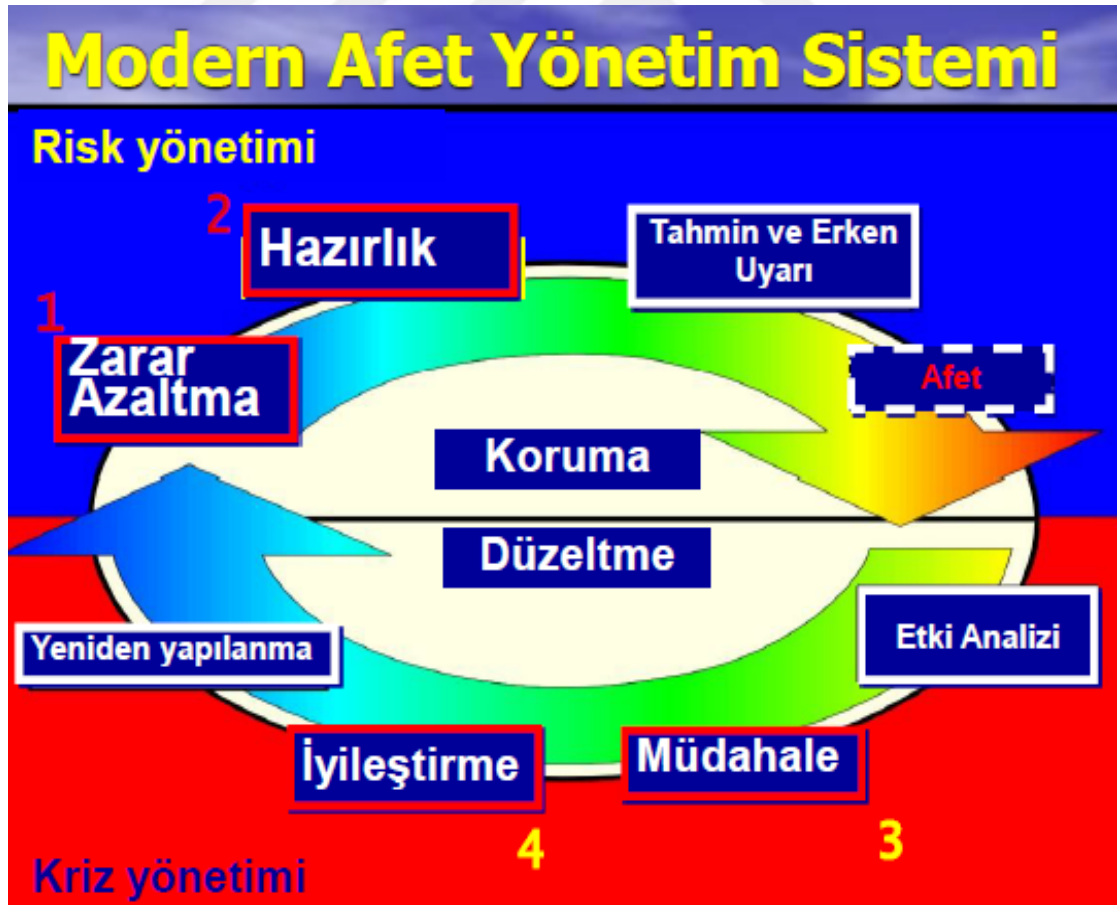 Modern Afet Yönetim Sistemi
Risk yönetimi
2
Hazırlık
Tahmin ve Erken
Uyarı
1
Zarar
Azaltma
Afet
Koruma
Düzeltme
Yeniden yapılanma
Etki Analizi
İyileştirme
Müdahale
4
3
Kriz yönetimi